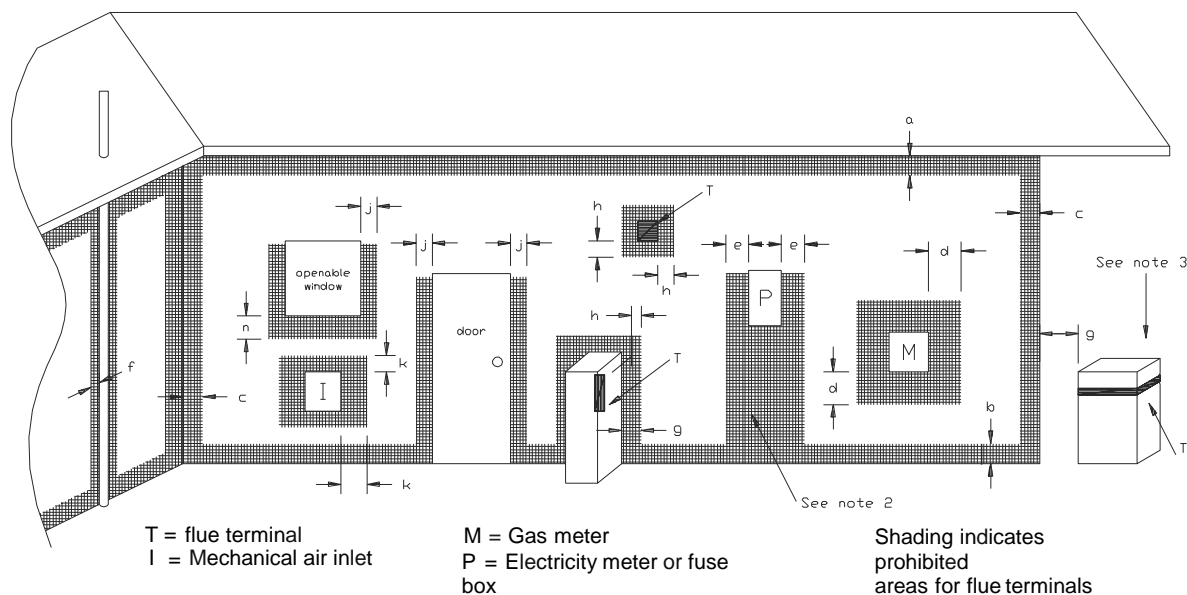 a
T
c
j
h
j
j
e
e
d
See note 3
openable
window
P
h
n
door
h
g
M
k
T
f
I
d
c
g
b
T
k
See note 2
T = flue terminal
I = Mechanical air inlet
M = Gas meter
P = Electricity meter or fuse
box
Shading indicates
prohibited
areas for flue terminals